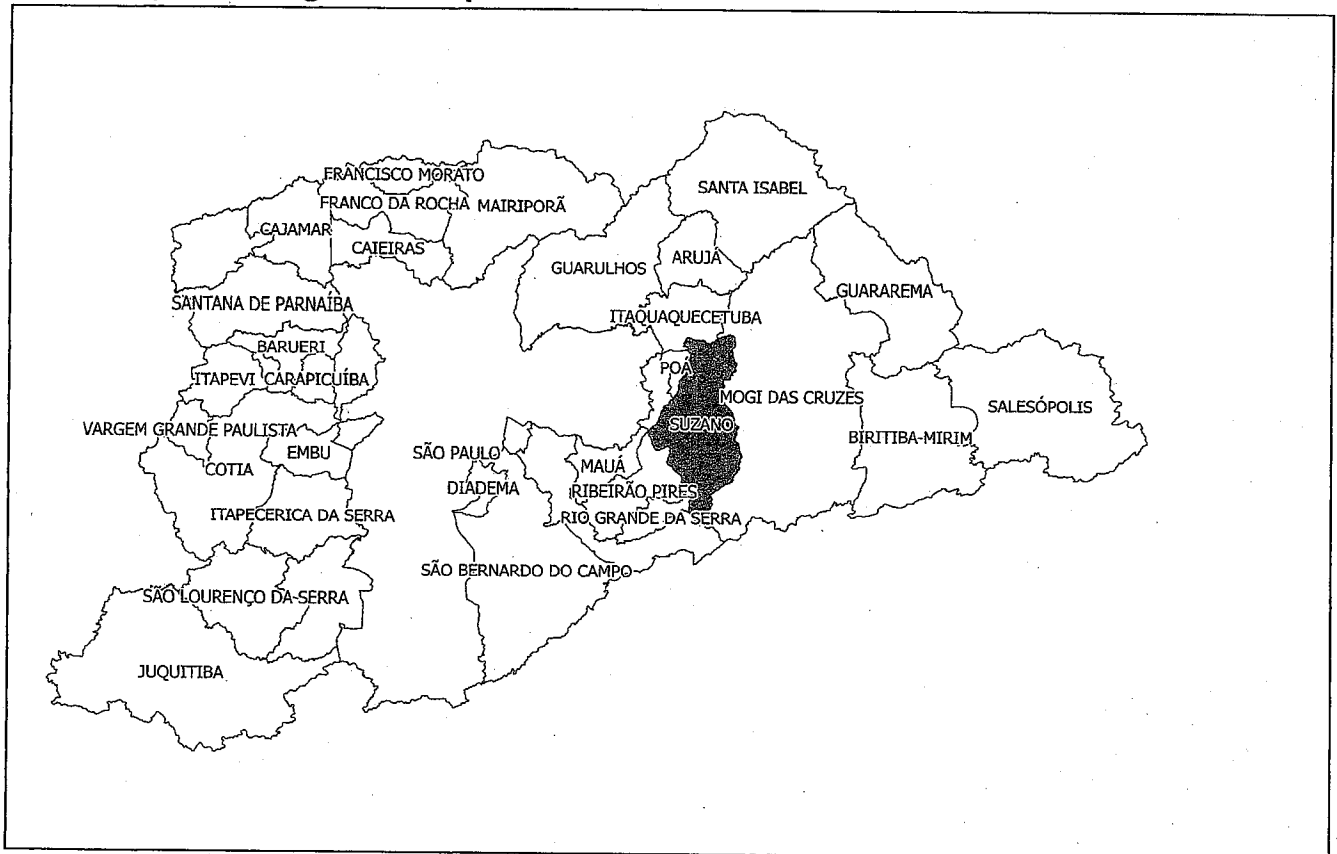 FRANCISCO MORATO
SANTA ISABEL
FRANCO DA ROCHA
MAIRIPORÃ
CAJAMAR
CAIEIRAS
ARUJÁ
GUARULHOS
GUARAREMA
SANTANA DE PARNAÍBA
ITAQUAQUECETUBA
BARUERI
POÁ
ITAPEVI
CARAPICUÍBA
MOGI DAS CRUZES
SALESÓPOLIS
SUZANO
VARGEM GRANDE PAULISTA
BIRITIBA-MIRIM
EMBU
SÃO PAULO
COTIA
MAUÁ
DIADEMA
RIBEIRÃO PIRES
ITAPECERICA DA SERRA
RIO GRANDE DA SERRA
SÃO BERNARDO DO CAMPO
SÃO LOURENÇO DA SERRA
JUQUITIBA